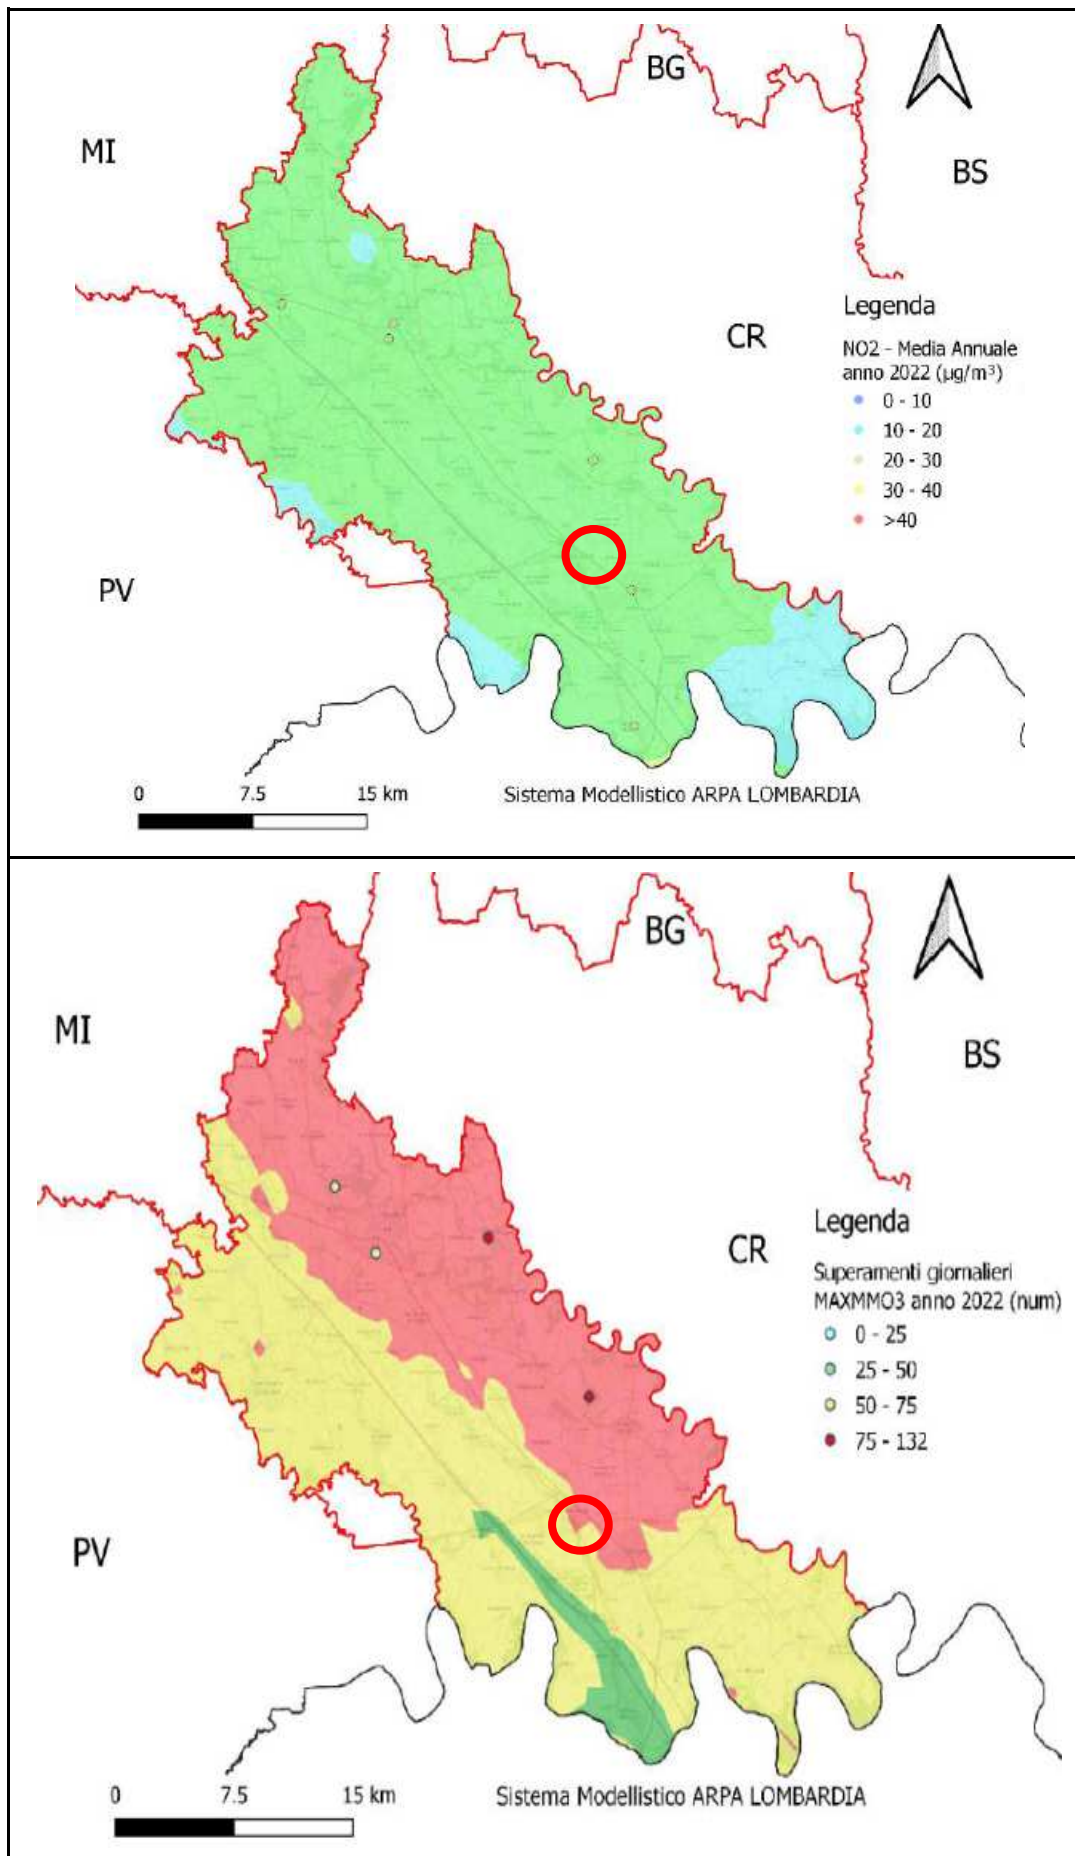 BG
MI
BS
CR
Legenda
NO2 - Media Annuale
anno 2022 (µg/m³)
0 - 10
10 - 20
20 - 30
30 - 40
>40
PV
0 7.5 15 km
Sistema Modellistico ARPA LOMBARDIA
BG
MI
BS
CR
Legenda
Superamenti giornalieri
MAXMMO3 anno 2022 (num)
0 - 25
25 - 50
50 - 75
75 - 132
PV
0 7.5 15 km
Sistema Modellistico ARPA LOMBARDIA